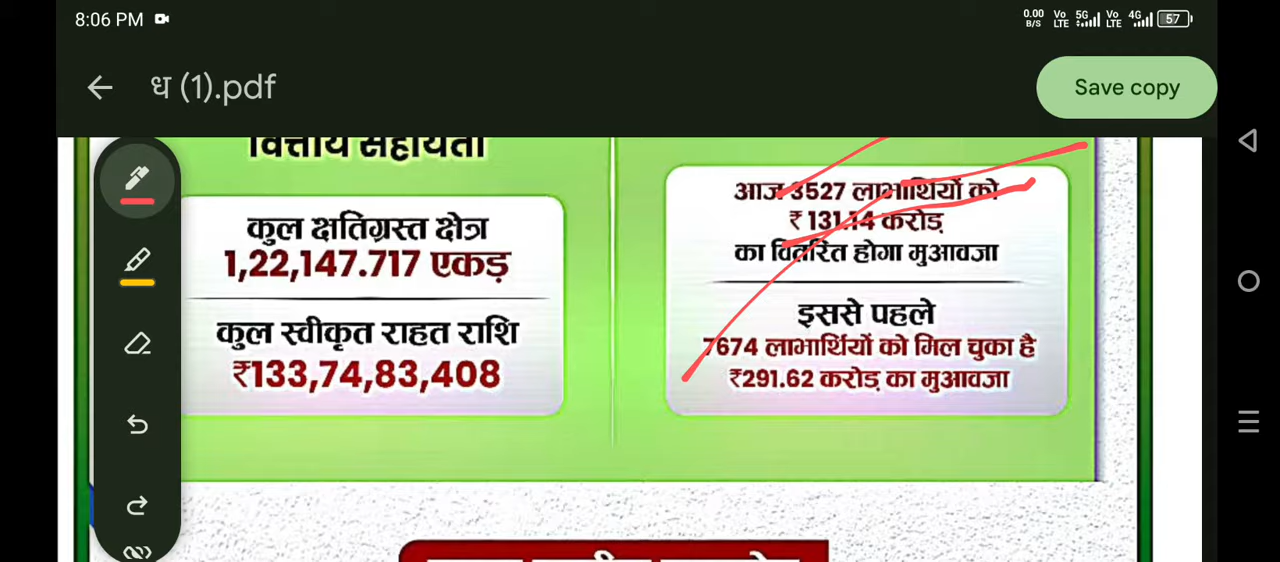 8:06 PM
0.00 B/S Vo LTE 5G Vo LTE 4G 57
ध (1).pdf
Save copy
वित्तीय सहायता
कुल क्षतिग्रस्त क्षेत्र
1,22,147.717 एकड़
कुल स्वीकृत राहत राशि
₹133,74,83,408
आज 3527 लाभार्थियों को
₹ 131.14 करोड़
का वितरित होगा मुआवजा
इससे पहले
7674 लाभार्थियों को मिल चुका है
₹291.62 करोड़ का मुआवजा